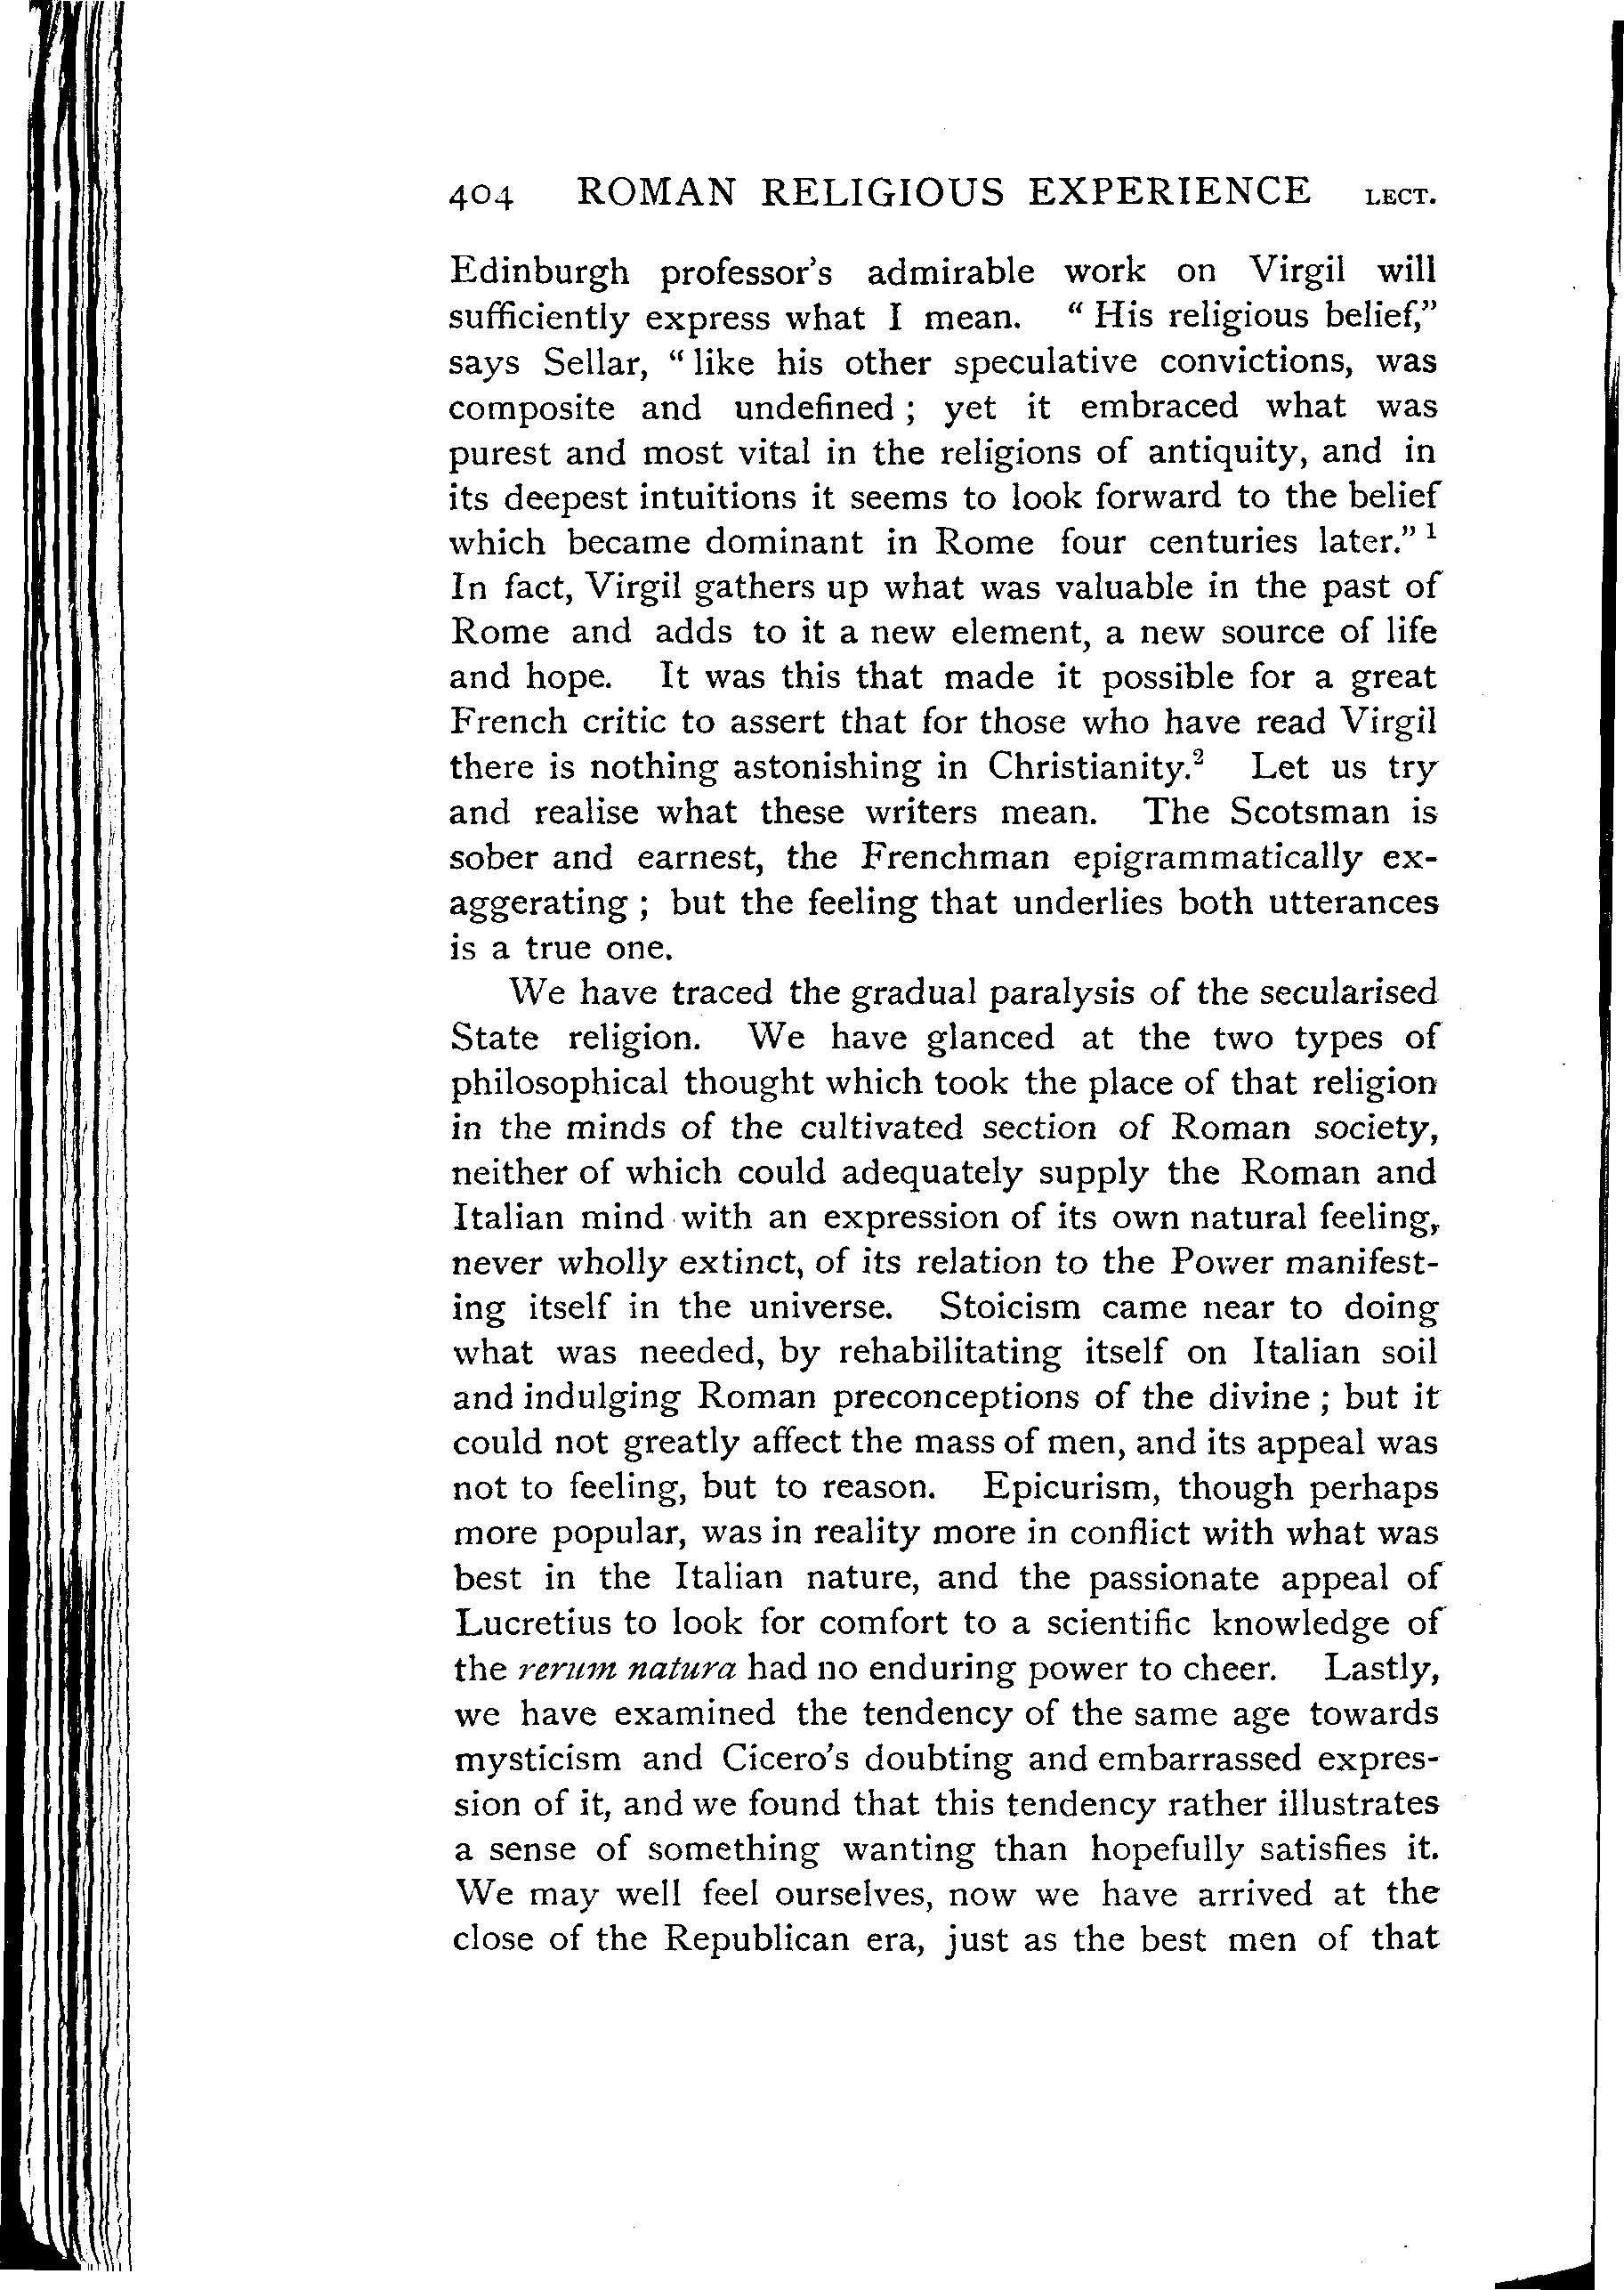 404 ROMAN RELIGIOUS EXPERIENCE LECT.
Edinburgh professor's admirable work on Virgil will
sufficiently express what I mean. “ His religious belief,”
says Sellar, “ like his other speculative convictions, was
composite and undefined ; yet it embraced what was
purest and most vital in the religions of antiquity, and in
its deepest intuitions it seems to look forward to the belief
which became dominant in Rome four centuries later.” 1
In fact, Virgil gathers up what was valuable in the past of
Rome and adds to it a new element, a new source of life
and hope. It was this that made it possible for a great
French critic to assert that for those who have read Virgil
there is nothing astonishing in Christianity.2 Let us try
and realise what these writers mean. The Scotsman is
sober and earnest, the Frenchman epigrammatically ex-
aggerating ; but the feeling that underlies both utterances
is a true one.
We have traced the gradual paralysis of the secularised
State religion. We have glanced at the two types of
philosophical thought which took the place of that religion
in the minds of the cultivated section of Roman society,
neither of which could adequately supply the Roman and
Italian mind with an expression of its own natural feeling,
never wholly extinct, of its relation to the Power manifest-
ing itself in the universe. Stoicism came near to doing
what was needed, by rehabilitating itself on Italian soil
and indulging Roman preconceptions of the divine ; but it
could not greatly affect the mass of men, and its appeal was
not to feeling, but to reason. Epicurism, though perhaps
more popular, was in reality more in conflict with what was
best in the Italian nature, and the passionate appeal of
Lucretius to look for comfort to a scientific knowledge of
the rerum natura had no enduring power to cheer. Lastly,
we have examined the tendency of the same age towards
mysticism and Cicero's doubting and embarrassed expres-
sion of it, and we found that this tendency rather illustrates
a sense of something wanting than hopefully satisfies it.
We may well feel ourselves, now we have arrived at the
close of the Republican era, just as the best men of that